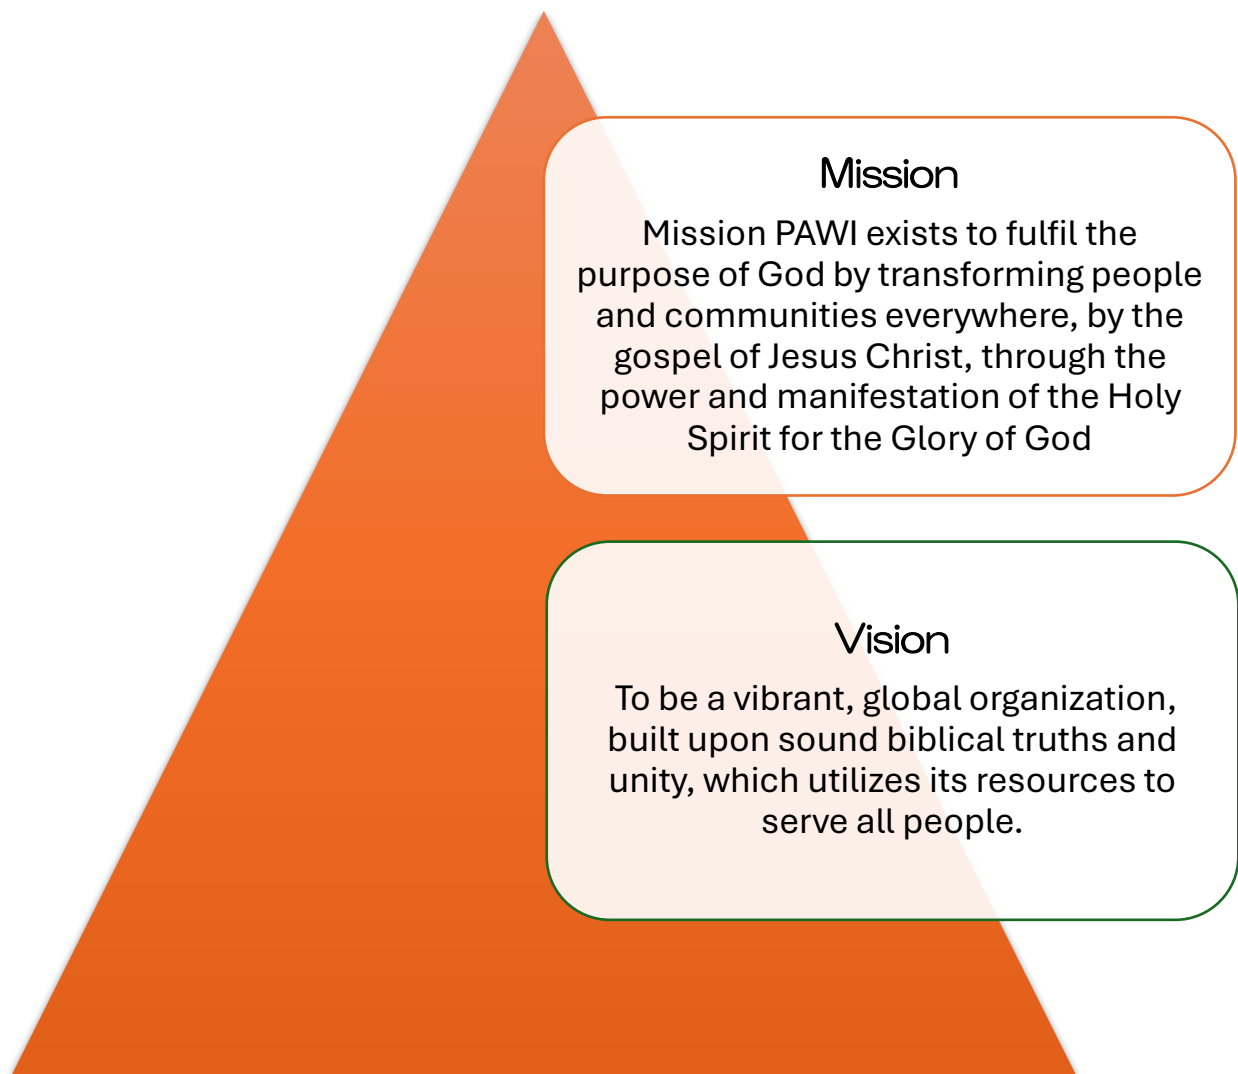 Mission
Mission PAWI exists to fulfil the
purpose of God by transforming people
and communities everywhere, by the
gospel of Jesus Christ, through the
power and manifestation of the Holy
Spirit for the Glory of God
Vision
To be a vibrant, global organization,
built upon sound biblical truths and
unity, which utilizes its resources to
serve all people.